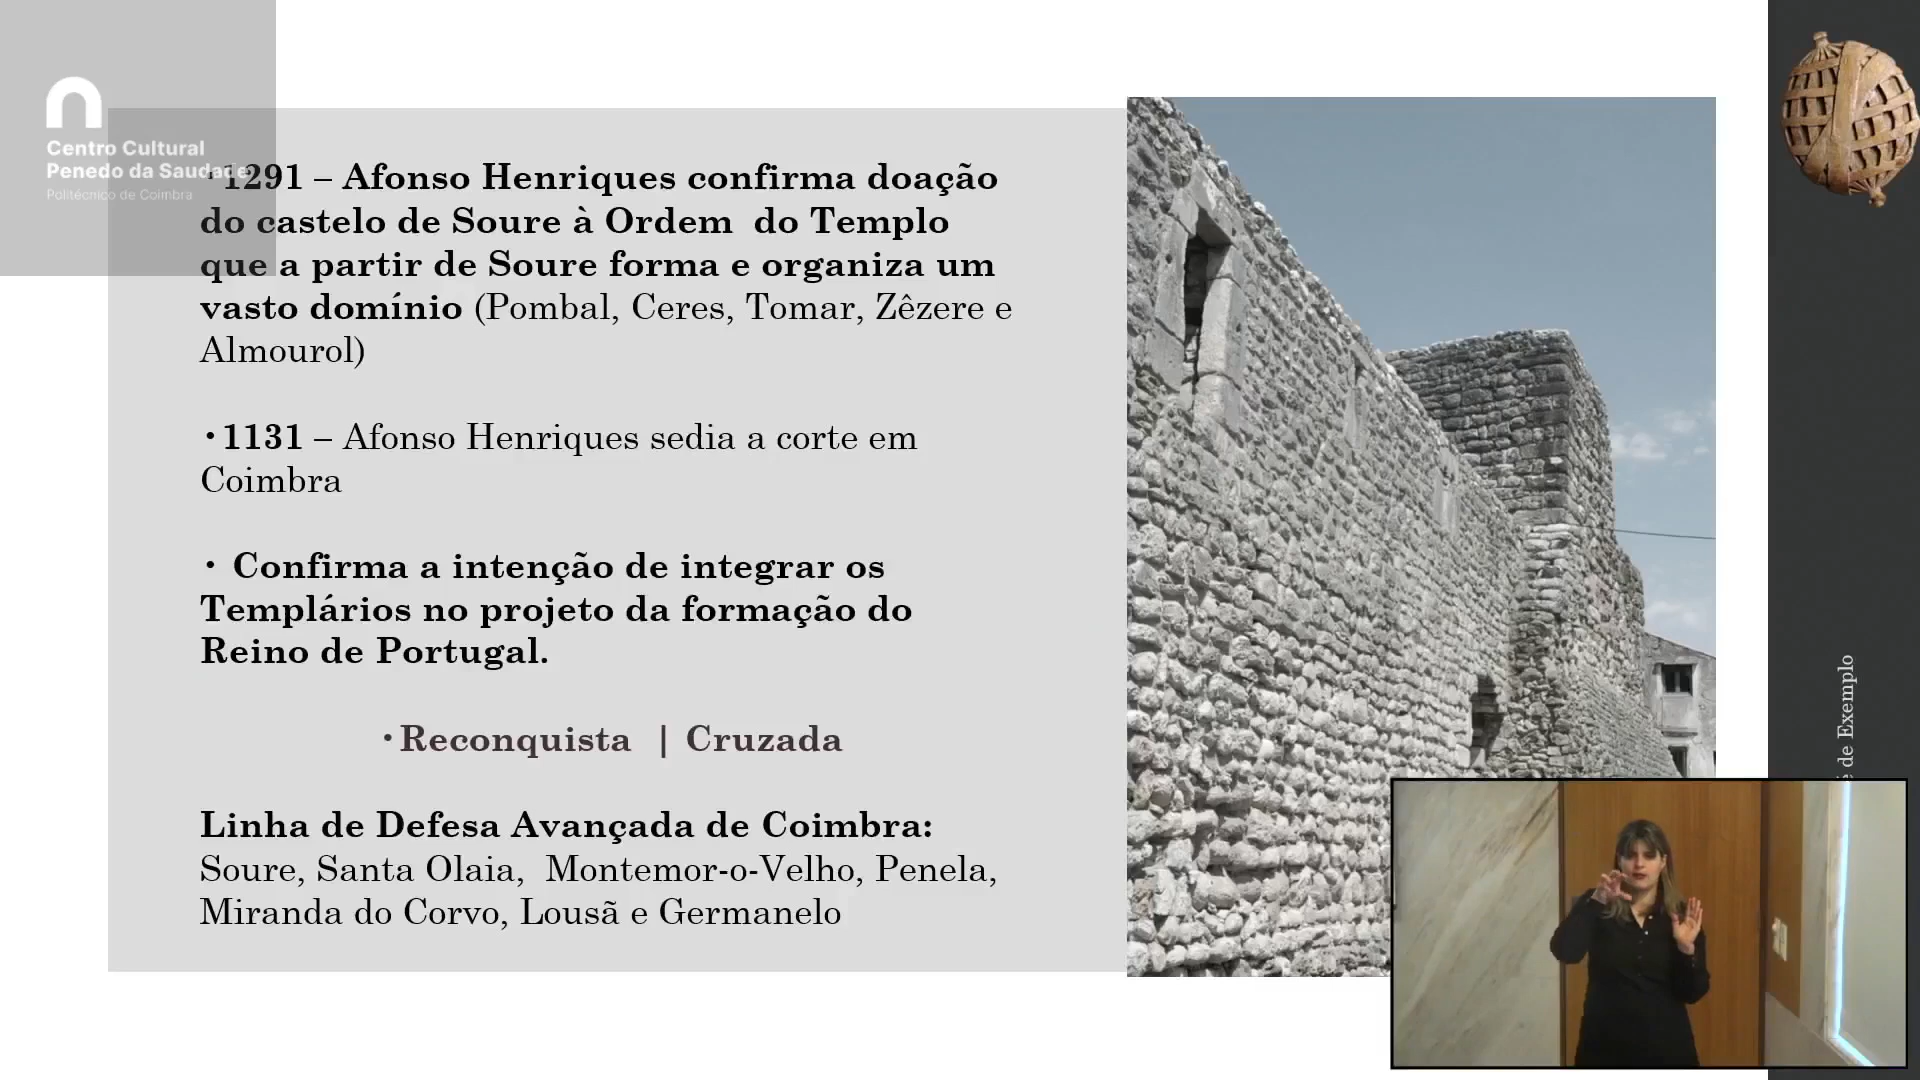 Centro Cultural
Penedo da Saudade
Politécnico de Coimbra
•1291 – Afonso Henriques confirma doação
do castelo de Soure à Ordem do Templo
que a partir de Soure forma e organiza um
vasto domínio (Pombal, Ceres, Tomar, Zêzere e
Almourol)
•1131 – Afonso Henriques sedia a corte em
Coimbra
• Confirma a intenção de integrar os
Templários no projeto da formação do
Reino de Portugal.
•Reconquista | Cruzada
Linha de Defesa Avançada de Coimbra:
Soure, Santa Olaia, Montemor-o-Velho, Penela,
Miranda do Corvo, Lousã e Germanelo
de Exemplo